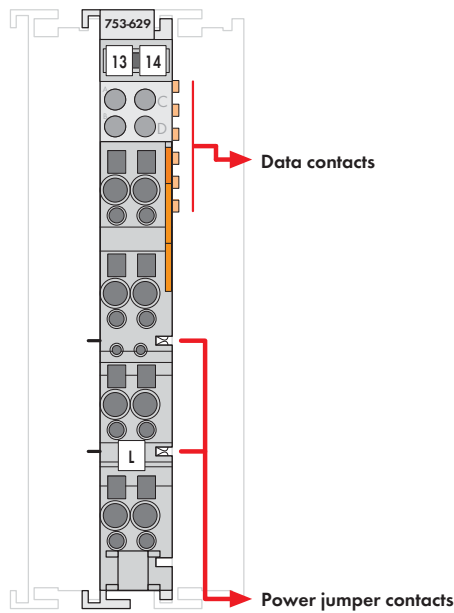 753-629
13 14
A C
B D
Data contacts
L
Power jumper contacts